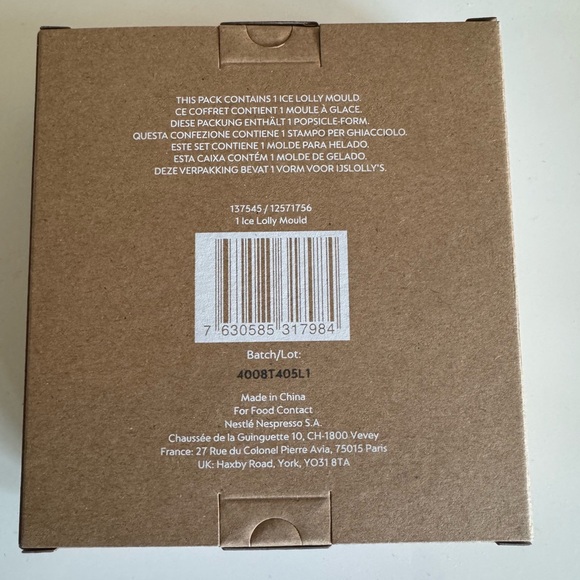 THIS PACK CONTAINS 1 ICE LOLLY MOULD.
CE COFFRET CONTIENT 1 MOULE À GLACE.
DIESE PACKUNG ENTHÄLT 1 POPSICLE-FORM.
QUESTA CONFEZIONE CONTIENE 1 STAMPO PER GHIACCIOLO.
ESTE SET CONTIENE 1 MOLDE PARA HELADO.
ESTA CAIXA CONTÉM 1 MOLDE DE GELADO.
DEZE VERPAKKING BEVAT 1 VORM VOOR IJSLOLLY'S.
137545 / 12571756
1 Ice Lolly Mould
7 630585 317984
Batch/Lot:
4008T405L1
Made in China
For Food Contact
Nestlé Nespresso S.A.
Chaussée de la Guinguette 10, CH-1800 Vevey
France: 27 Rue du Colonel Pierre Avia, 75015 Paris
UK: Haxby Road, York, YO31 8TA